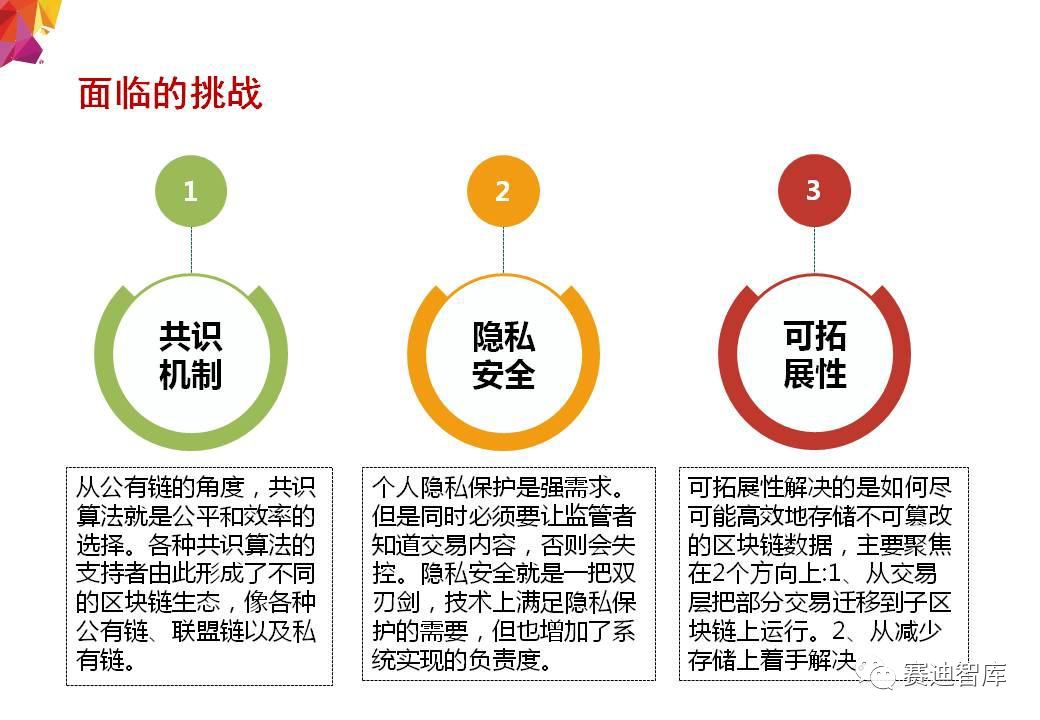 面临的挑战
1
2
3
共识
机制
隐私
安全
可拓
展性
从公有链的角度，共识
算法就是公平和效率的
选择。各种共识算法的
支持者由此形成了不同
的区块链生态，像各种
公有链、联盟链以及私
有链。
个人隐私保护是强需求。
但是同时必须要让监管者
知道交易内容，否则会失
控。隐私安全就是一把双
刃剑，技术上满足隐私保
护的需要，但也增加了系
统实现的负责度。
可拓展性解决的是如何尽
可能高效地存储不可篡改
的区块链数据，主要聚焦
在2个方向上:1、从交易
层把部分交易迁移到子区
块链上运行。2、从减少
存储上着手解决
赛迪智库